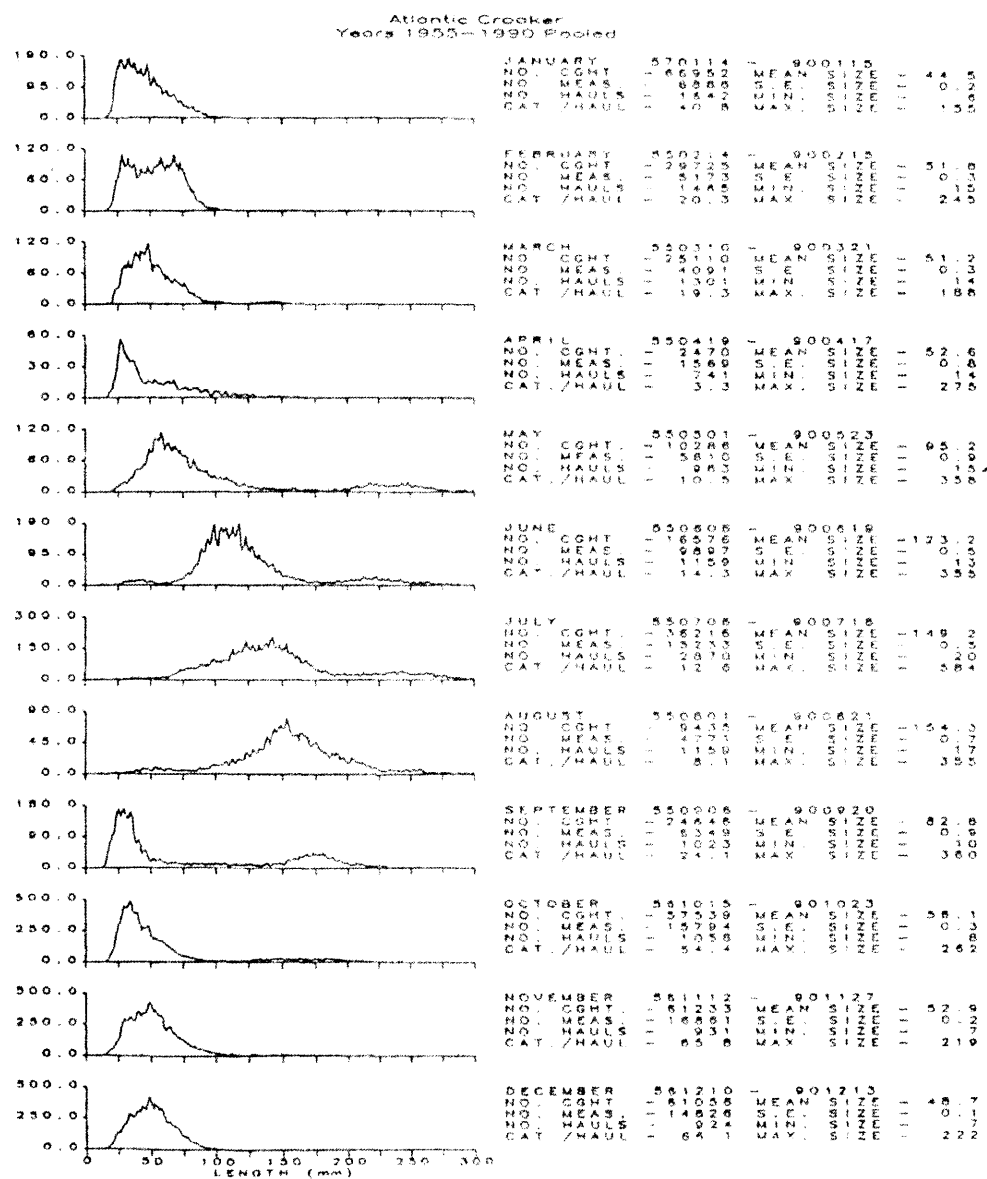 Atlantic Croaker
Years 1955-1990 Pooled
190.0
95.0
0.0
JANUARY 570114 - 900115
NO. CGHT -66952 MEAN SIZE -44.5
NO. MEAS. - 6886 S.E. SIZE - 0.2
NO. HAULS - 1642 MIN. SIZE - 6
CAT./HAUL - 40.8 MAX. SIZE - 155
120.0
60.0
0.0
FEBRUARY 550214 - 900215
NO. CGHT -29725 MEAN SIZE - 51.8
NO. MEAS. - 5173 S.E. SIZE - 0.3
NO. HAULS - 1465 MIN. SIZE - 15
CAT./HAUL - 20.3 MAX. SIZE - 245
120.0
60.0
0.0
MARCH 550310 - 900321
NO. CGHT -25110 MEAN SIZE - 51.2
NO. MEAS. - 4091 S.E. SIZE - 0.3
NO. HAULS - 1301 MIN. SIZE - 14
CAT./HAUL - 19.3 MAX. SIZE - 188
60.0
30.0
0.0
APRIL 550419 - 900417
NO. CGHT. - 2470 MEAN SIZE - 52.6
NO. MEAS. - 1569 S.E. SIZE - 0.8
NO. HAULS - 741 MIN. SIZE - 14
CAT./HAUL - 3.3 MAX. SIZE - 275
120.0
60.0
0.0
MAY 550501 - 900523
NO. CGHT. -10286 MEAN SIZE - 95.2
NO. MEAS. - 5810 S.E. SIZE - 0.9
NO. HAULS - 983 MIN. SIZE - 15
CAT./HAUL - 10.5 MAX. SIZE - 358
190.0
95.0
0.0
JUNE 550606 - 900619
NO. CGHT -16576 MEAN SIZE -123.2
NO. MEAS. - 9897 S.E. SIZE - 0.5
NO. HAULS - 1159 MIN. SIZE - 13
CAT./HAUL - 14.3 MAX SIZE - 355
300.0
150.0
0.0
JULY 550706 - 900718
NO. CGHT. -36216 MEAN SIZE -149.2
NO. MEAS. -15233 S.E. SIZE - 0.5
NO. HAULS - 2870 MIN. SIZE - 20
CAT./HAUL - 12.6 MAX. SIZE - 584
90.0
45.0
0.0
AUGUST 550801 - 900821
NO. CGHT - 9435 MEAN SIZE -154.3
NO. MEAS. - 4771 S.E. SIZE - 0.7
NO. HAULS - 1159 MIN. SIZE - 17
CAT./HAUL - 8.1 MAX. SIZE - 355
180.0
90.0
0.0
SEPTEMBER 550906 - 900920
NO. CGHT -24646 MEAN SIZE - 82.8
NO. MEAS. - 6349 S.E. SIZE - 0.9
NO. HAULS - 1023 MIN. SIZE - 10
CAT./HAUL - 24.1 MAX SIZE - 360
500.0
250.0
0.0
OCTOBER 561015 - 901023
NO. CGHT. -57539 MEAN SIZE - 58.1
NO. MEAS. -15794 S.E. SIZE - 0.3
NO. HAULS - 1058 MIN. SIZE - 8
CAT./HAUL - 54.4 MAX. SIZE - 262
500.0
250.0
0.0
NOVEMBER 561112 - 901127
NO. CGHT. -61233 MEAN SIZE - 52.9
NO. MEAS. -16861 S.E. SIZE - 0.2
NO. HAULS - 931 MIN. SIZE - 7
CAT./HAUL - 65.8 MAX. SIZE - 219
500.0
250.0
0.0
DECEMBER 561210 - 901213
NO. CGHT -61056 MEAN SIZE - 48.7
NO. MEAS. -14826 S.E. SIZE - 0.1
NO. HAULS - 924 MIN. SIZE - 7
CAT./HAUL - 66.1 MAX. SIZE - 222
0 50 100 150 200 250 300
LENGTH (mm)